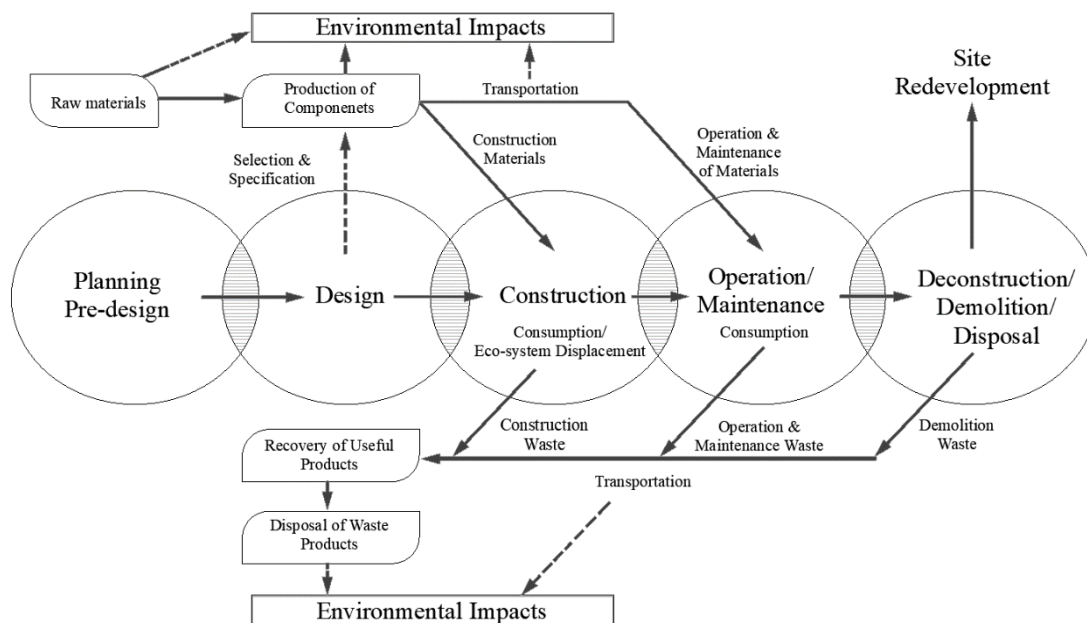 Environmental Impacts
Raw materials
Production of
Componenets
Transportation
Site
Redevelopment
Selection &
Specification
Construction
Materials
Operation &
Maintenance
of Materials
Planning
Pre-design
Design
Construction
Operation/
Maintenance
Deconstruction/
Demolition/
Disposal
Consumption/
Eco-system Displacement
Consumption
Construction
Waste
Operation &
Maintenance Waste
Demolition
Waste
Recovery of Useful
Products
Transportation
Disposal of Waste
Products
Environmental Impacts